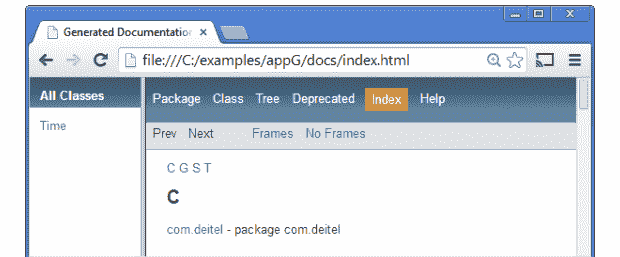 Generated Documentation
file:///C:/examples/appG/docs/index.html
All Classes
Time
Package Class Tree Deprecated Index Help
Prev Next Frames No Frames
C G S T
C
com.deitel - package com.deitel